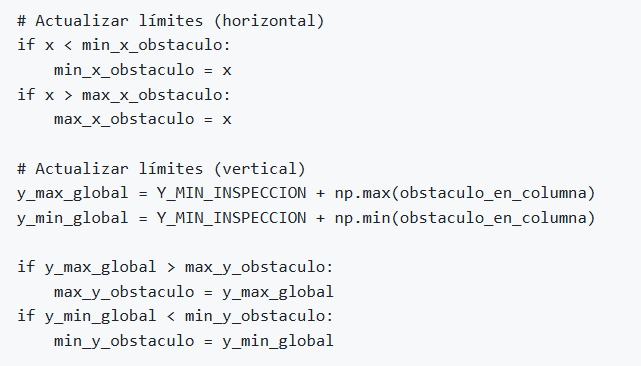 # Actualizar límites (horizontal)
if x < min_x_obstaculo:
    min_x_obstaculo = x
if x > max_x_obstaculo:
    max_x_obstaculo = x

# Actualizar límites (vertical)
y_max_global = Y_MIN_INSPECCION + np.max(obstaculo_en_columna)
y_min_global = Y_MIN_INSPECCION + np.min(obstaculo_en_columna)

if y_max_global > max_y_obstaculo:
    max_y_obstaculo = y_max_global
if y_min_global < min_y_obstaculo:
    min_y_obstaculo = y_min_global